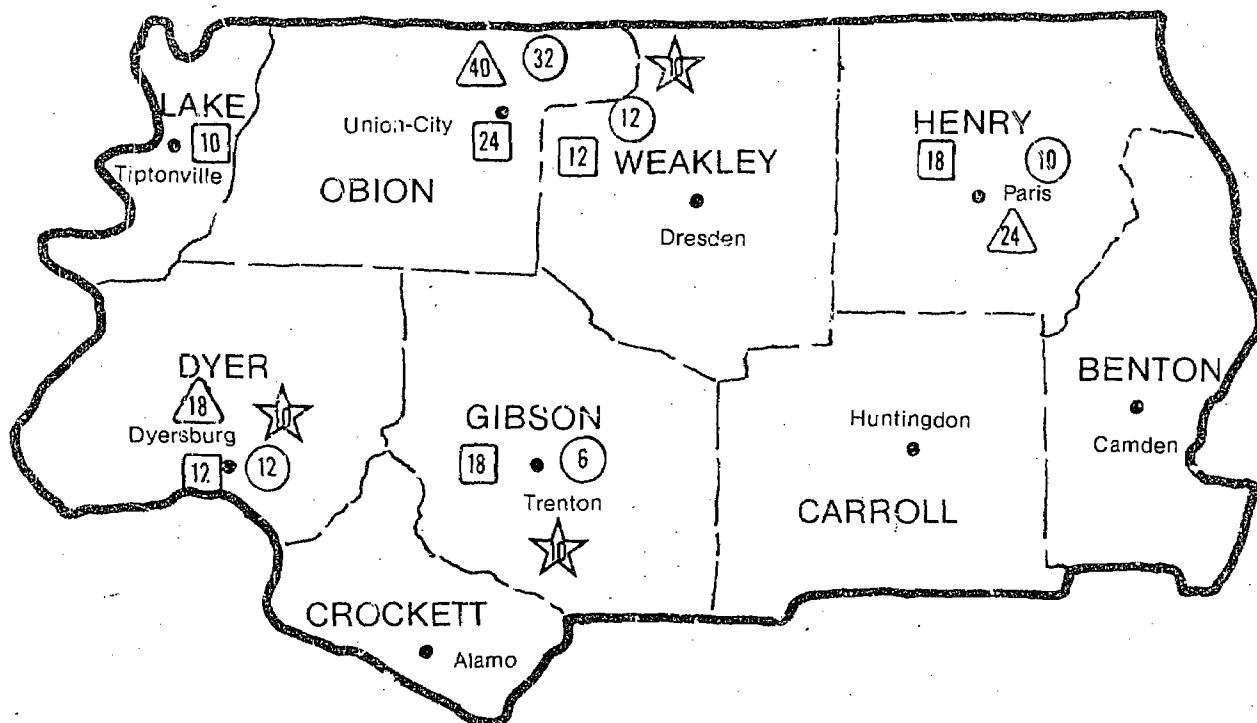 40
32
10
LAKE
10
Tiptonville
Union-City
24
OBION
12
12
WEAKLEY
Dresden
HENRY
18
10
Paris
24
DYER
18
10
Dyersburg
12
12
GIBSON
18
6
Trenton
10
BENTON
Camden
Huntingdon
CARROLL
CROCKETT
Alamo